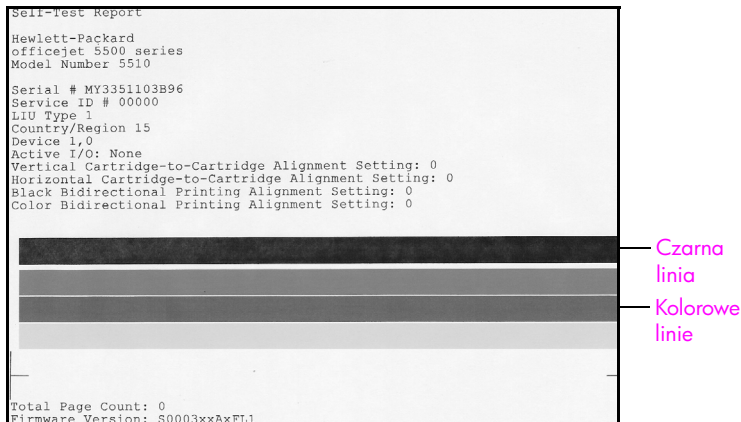 Self-Test Report
Hewlett-Packard
officejet 5500 series
Model Number 5510
Serial # MY3351103B96
Service ID # 00000
LIU Type 1
Country/Region 15
Device 1,0
Active I/O: None
Vertical Cartridge-to-Cartridge Alignment Setting: 0
Horizontal Cartridge-to-Cartridge Alignment Setting: 0
Black Bidirectional Printing Alignment Setting: 0
Color Bidirectional Printing Alignment Setting: 0
Czarna
linia
Kolorowe
linie
Total Page Count: 0
Firmware Version: S0003xxAxFL1